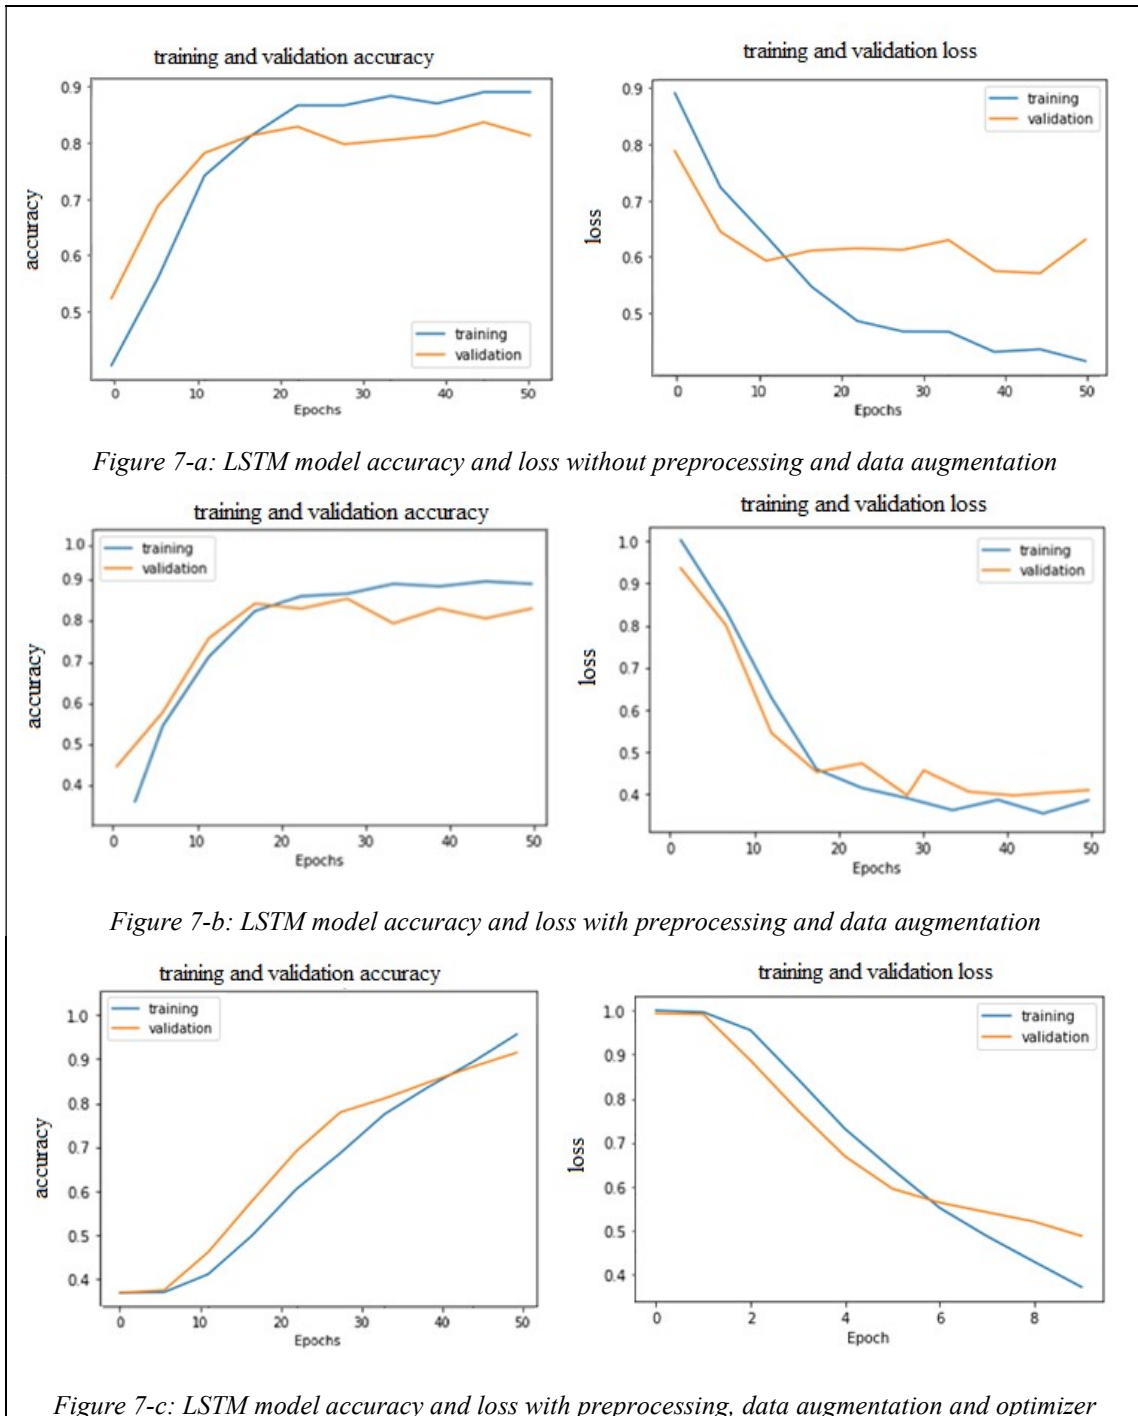 training and validation accuracy
0.9
0.8
0.7
0.6
0.5
accuracy
training
validation
0 10 20 30 40 50
Epochs
training and validation loss
0.9
0.8
0.7
0.6
0.5
loss
training
validation
0 10 20 30 40 50
Epochs
Figure 7-a: LSTM model accuracy and loss without preprocessing and data augmentation
training and validation accuracy
1.0
0.9
0.8
0.7
0.6
0.5
0.4
accuracy
training
validation
0 10 20 30 40 50
Epochs
training and validation loss
1.0
0.9
0.8
0.7
0.6
0.5
0.4
loss
training
validation
0 10 20 30 40 50
Epochs
Figure 7-b: LSTM model accuracy and loss with preprocessing and data augmentation
training and validation accuracy
1.0
0.9
0.8
0.7
0.6
0.5
0.4
accuracy
training
validation
0 10 20 30 40 50
Epochs
training and validation loss
1.0
0.9
0.8
0.7
0.6
0.5
0.4
loss
training
validation
0 2 4 6 8
Epoch
Figure 7-c: LSTM model accuracy and loss with preprocessing, data augmentation and optimizer